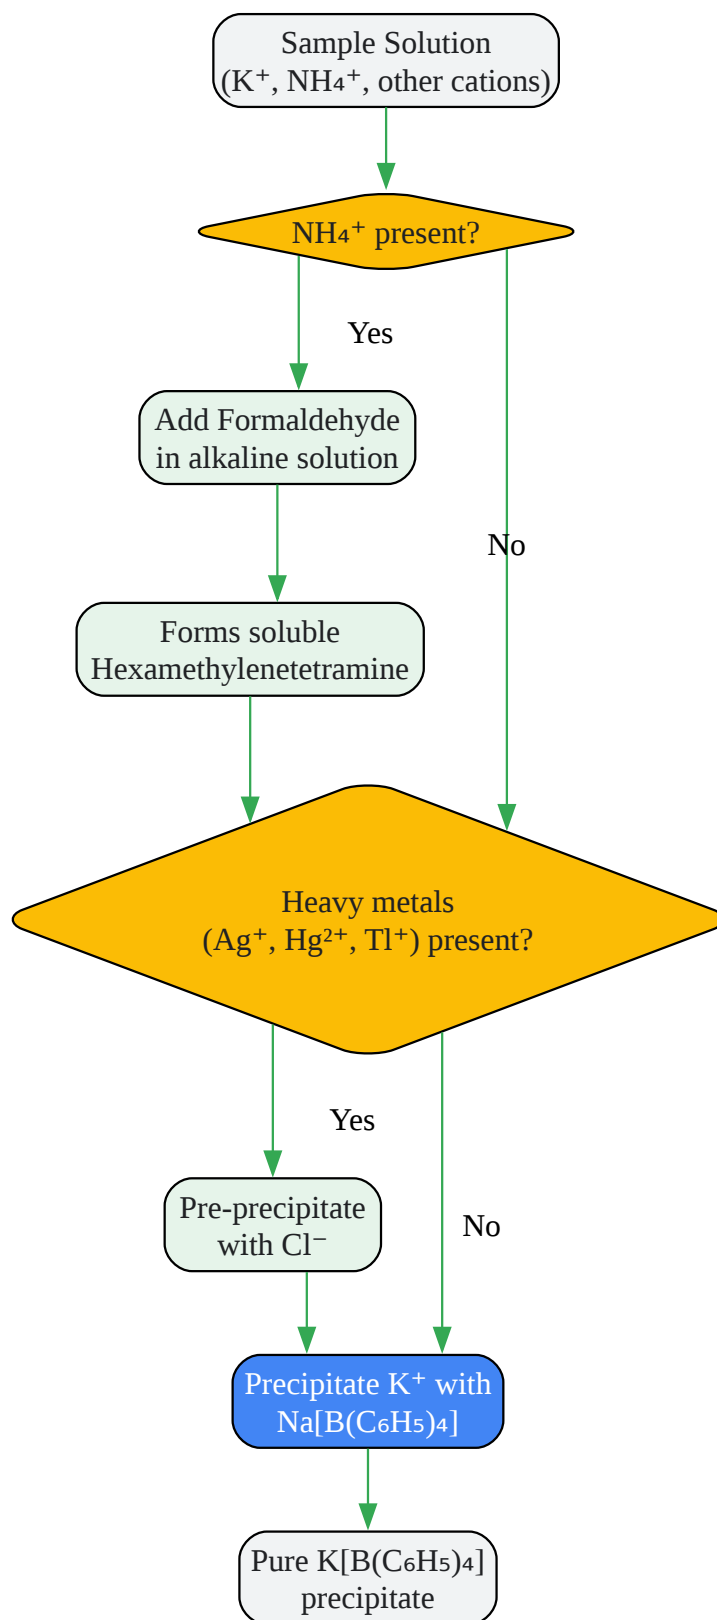 Sample Solution
(K⁺, NH₄⁺, other cations)
NH₄⁺ present?
Yes
Add Formaldehyde
in alkaline solution
No
Forms soluble
Hexamethylenetetramine
Heavy metals
(Ag⁺, Hg²⁺, Tl⁺) present?
Yes
Pre-precipitate
with Cl⁻
No
Precipitate K⁺ with
Na[B(C₆H₅)₄]
Pure K[B(C₆H₅)₄]
precipitate